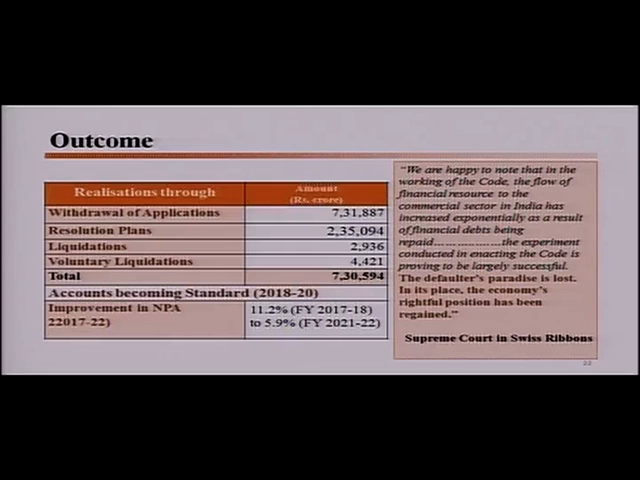 Outcome
Realisations through Amount
(Rs. crore)
Withdrawal of Applications 7,31,887
Resolution Plans 2,35,094
Liquidations 2,936
Voluntary Liquidations 4,421
Total 7,30,594
Accounts becoming Standard (2018-20)
Improvement in NPA 11.2% (FY 2017-18)
22017-22) to 5.9% (FY 2021-22)
"We are happy to note that in the
working of the Code, the flow of
financial resource to the
commercial sector in India has
increased exponentially as a result
of financial debts being
repaid...................the experiment
conducted in enacting the Code is
proving to be largely successful.
The defaulter's paradise is lost.
In its place, the economy's
rightful position has been
regained."
Supreme Court in Swiss Ribbons
22